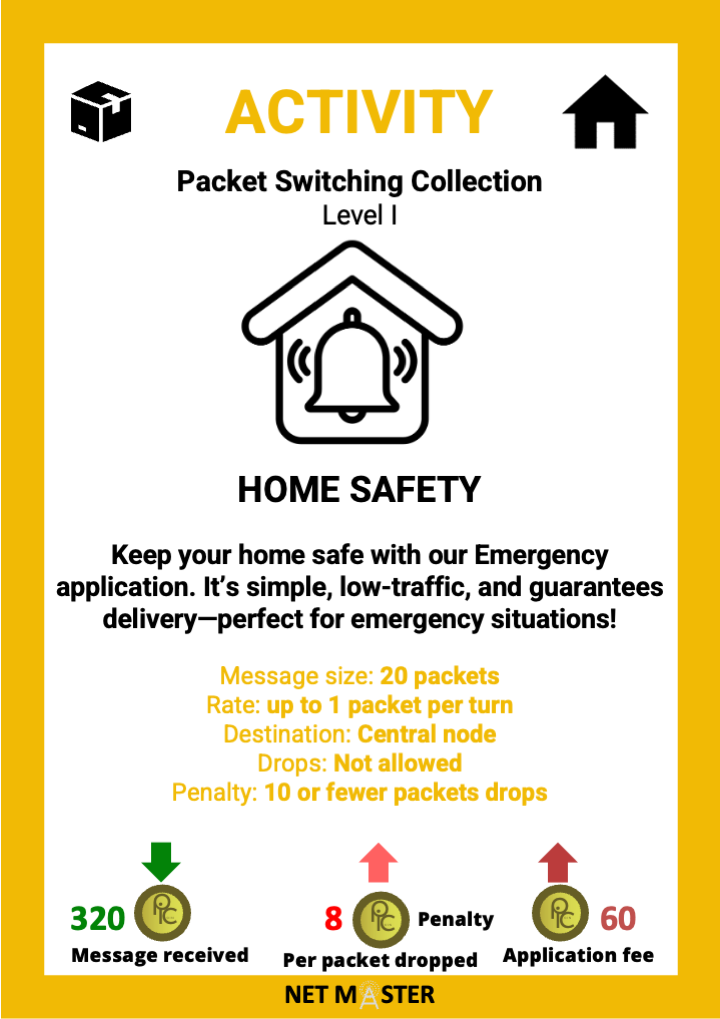 ACTIVITY
Packet Switching Collection
Level I
HOME SAFETY
Keep your home safe with our Emergency
application. It’s simple, low-traffic, and guarantees
delivery—perfect for emergency situations!
Message size: 20 packets
Rate: up to 1 packet per turn
Destination: Central node
Drops: Not allowed
Penalty: 10 or fewer packets drops
320
Message received
8 Penalty
Per packet dropped
60
Application fee
NET MASTER